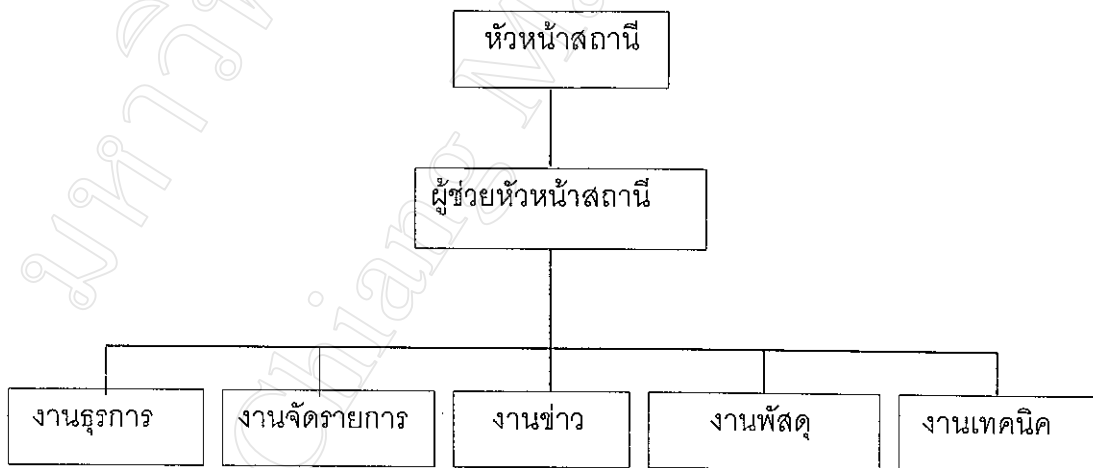 หัวหน้าสถานี
ผู้ช่วยหัวหน้าสถานี
งานธุรการ
งานจัดรายการ
งานข่าว
งานพัสดุ
งานเทคนิค
Chiang M